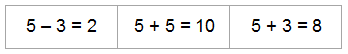 5 – 3 = 2 5 + 5 = 10 5 + 3 = 8